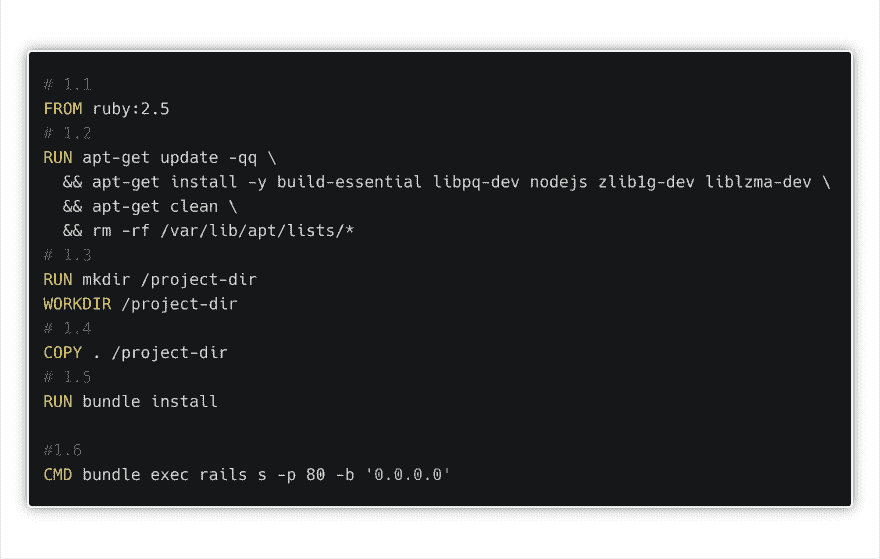 # 1.1
FROM ruby:2.5
# 1.2
RUN apt-get update -qq \
  && apt-get install -y build-essential libpq-dev nodejs zlib1g-dev liblzma-dev \
  && apt-get clean \
  && rm -rf /var/lib/apt/lists/*
# 1.3
RUN mkdir /project-dir
WORKDIR /project-dir
# 1.4
COPY . /project-dir
# 1.5
RUN bundle install
#1.6
CMD bundle exec rails s -p 80 -b '0.0.0.0'